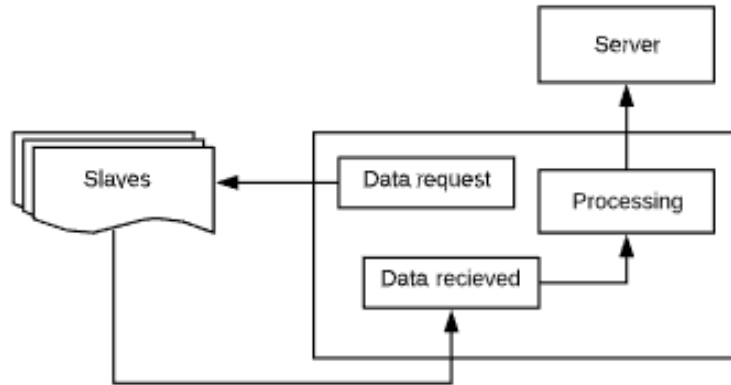 Server
Slaves
Data request
Processing
Data recieved